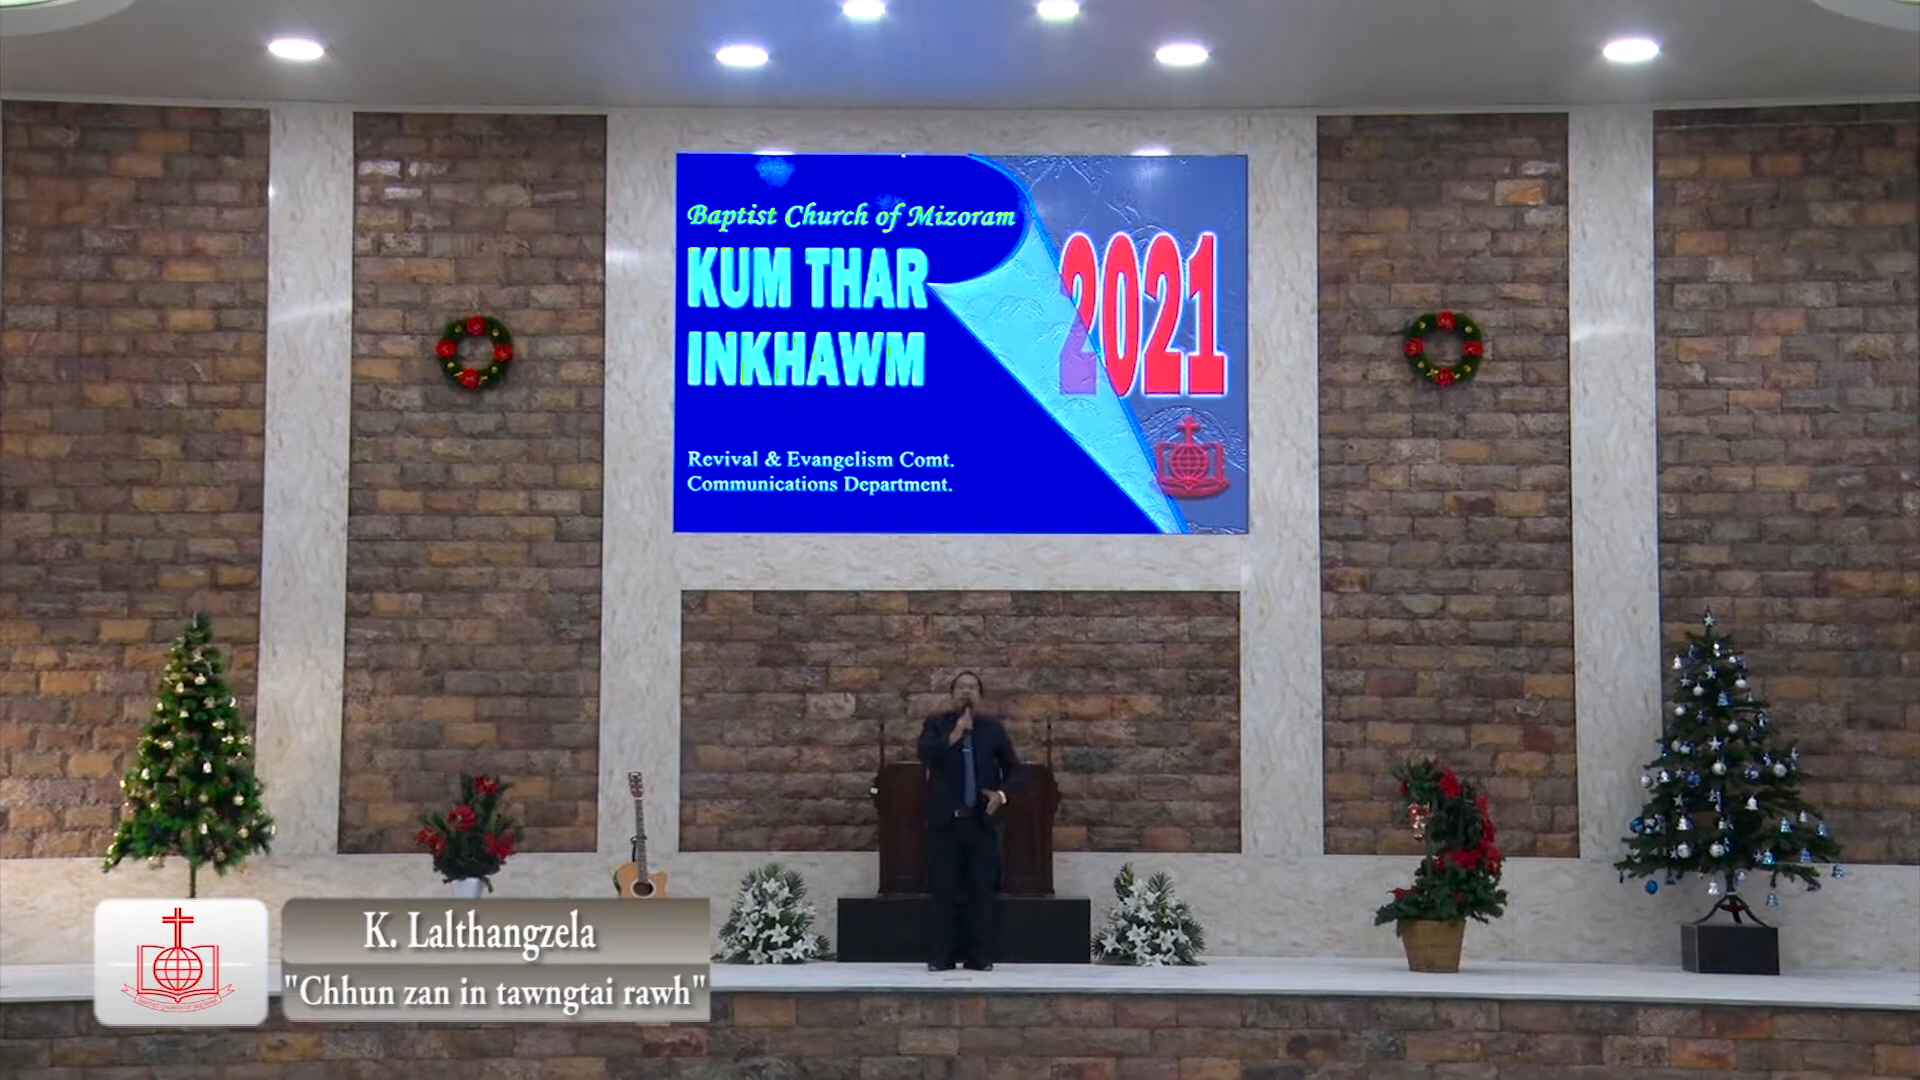 Baptist Church of Mizoram
KUM THAR
INKHAWM
2021
Revival & Evangelism Comt.
Communications Department.
K. Lalthangzela
"Chhun zan in tawngtai rawh"